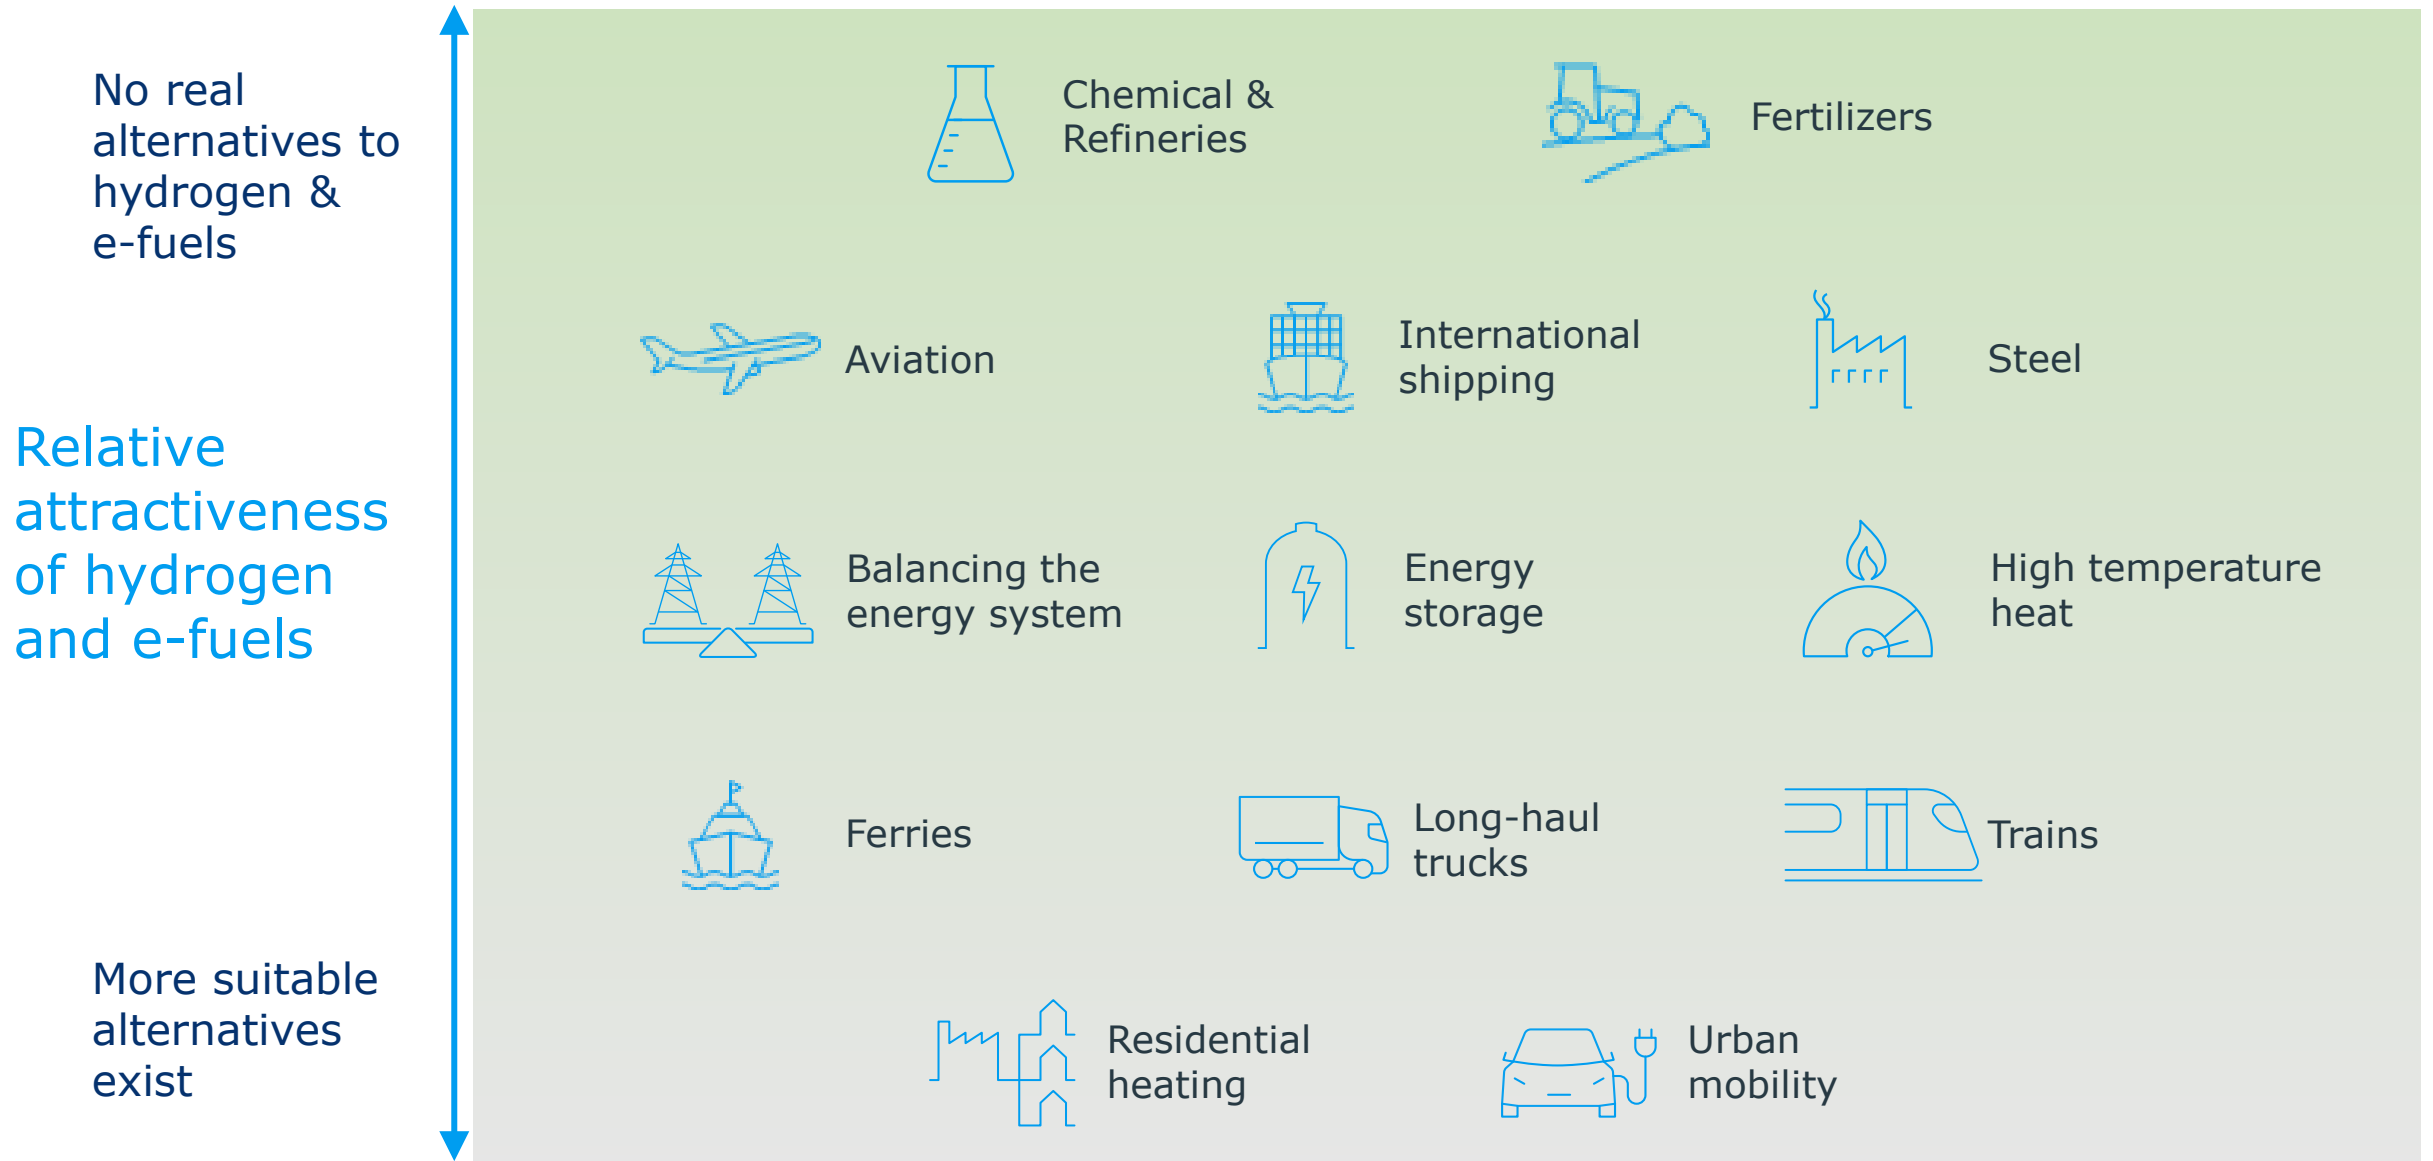 No real
alternatives to
hydrogen &
e-fuels
Relative
attractiveness
of hydrogen
and e-fuels
More suitable
alternatives
exist
Chemical &
Refineries
Fertilizers
Aviation
International
shipping
Steel
Balancing the
energy system
Energy
storage
High temperature
heat
Ferries
Long-haul
trucks
Trains
Residential
heating
Urban
mobility